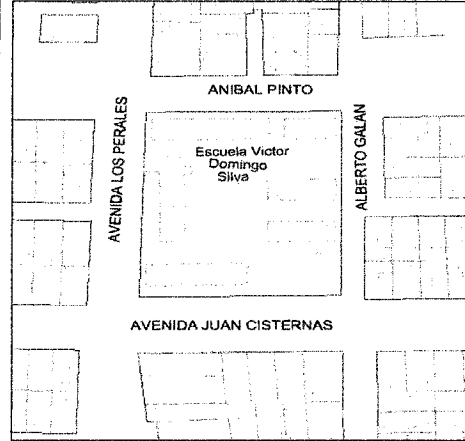 ANIBAL PINTO
AVENIDA LOS PERALES
Escuela Victor
Domingo
Silva
ALBERTO GALAN
AVENIDA JUAN CISTERNAS